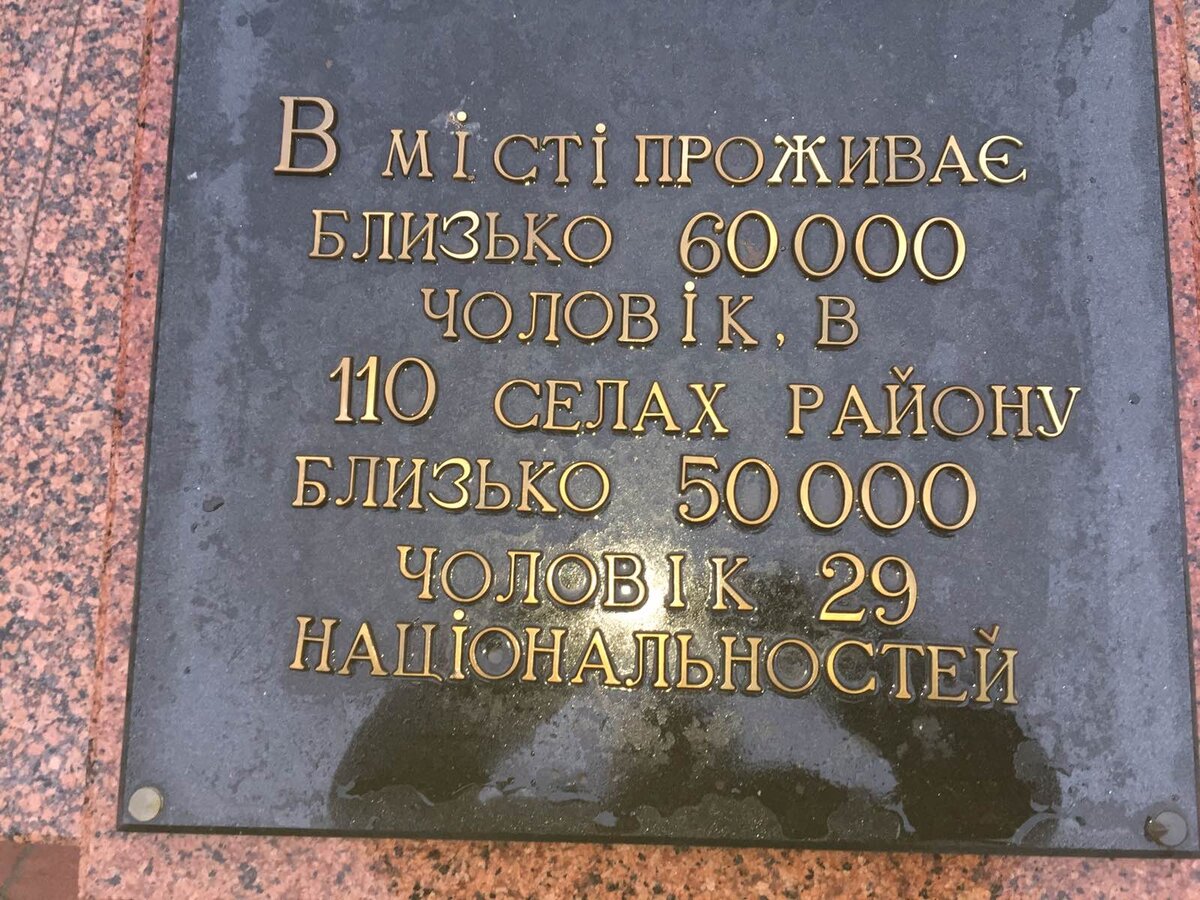 В місті проживає
близько 60000
чоловік, в
110 селах району
близько 50000
чоловік 29
національностей